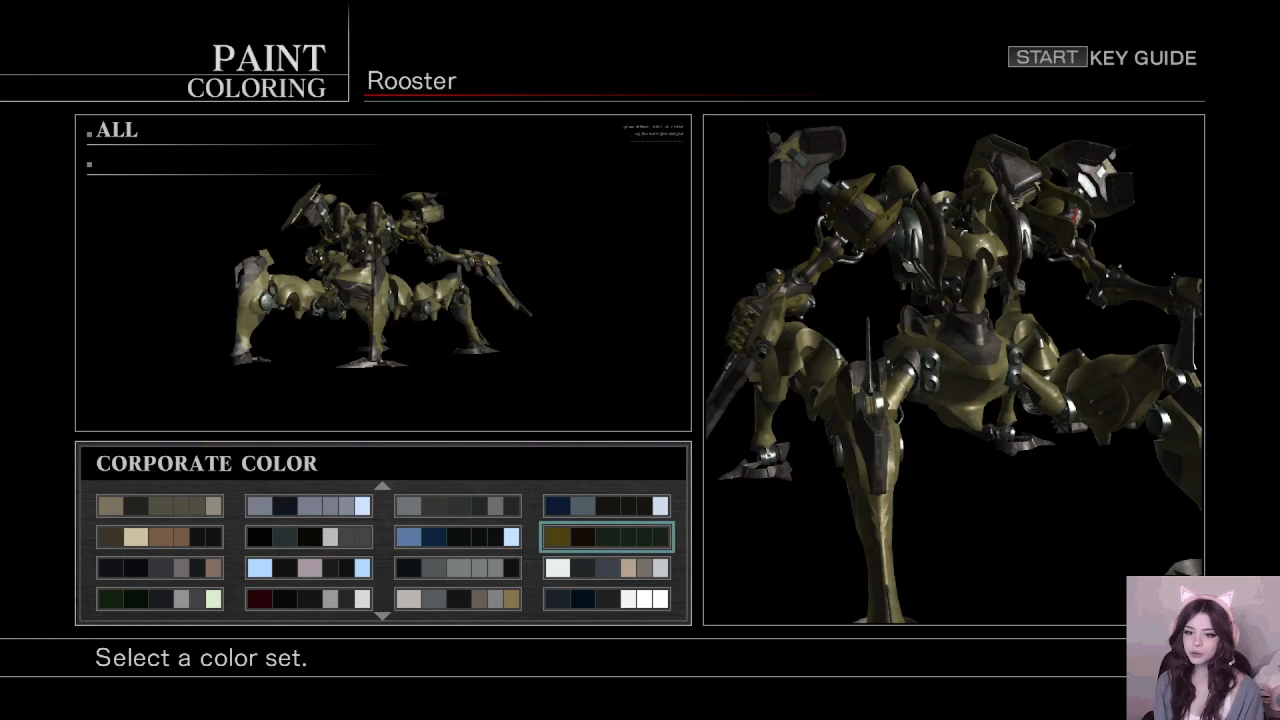 PAINT
COLORING
Rooster
START KEY GUIDE
ALL
CORPORATE COLOR
Select a color set.